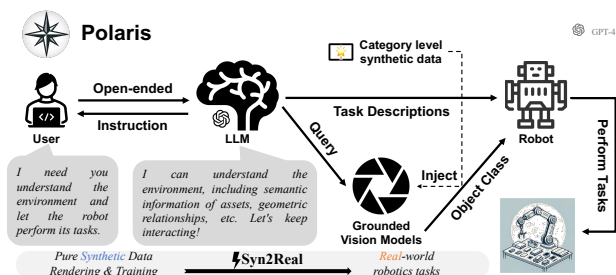 Polaris
GPT-4
Category level
synthetic data
Open-ended
Instruction
Task Descriptions
User
LLM
Robot
Query
Inject
Object Class
Perform Tasks
Grounded
Vision Models
I need you
understand the
environment and
let the robot
perform its tasks.
I can understand the
environment, including semantic
information of assets, geometric
relationships, etc. Let's keep
interacting!
Pure Synthetic Data
Rendering & Training
Syn2Real
Real-world
robotics tasks